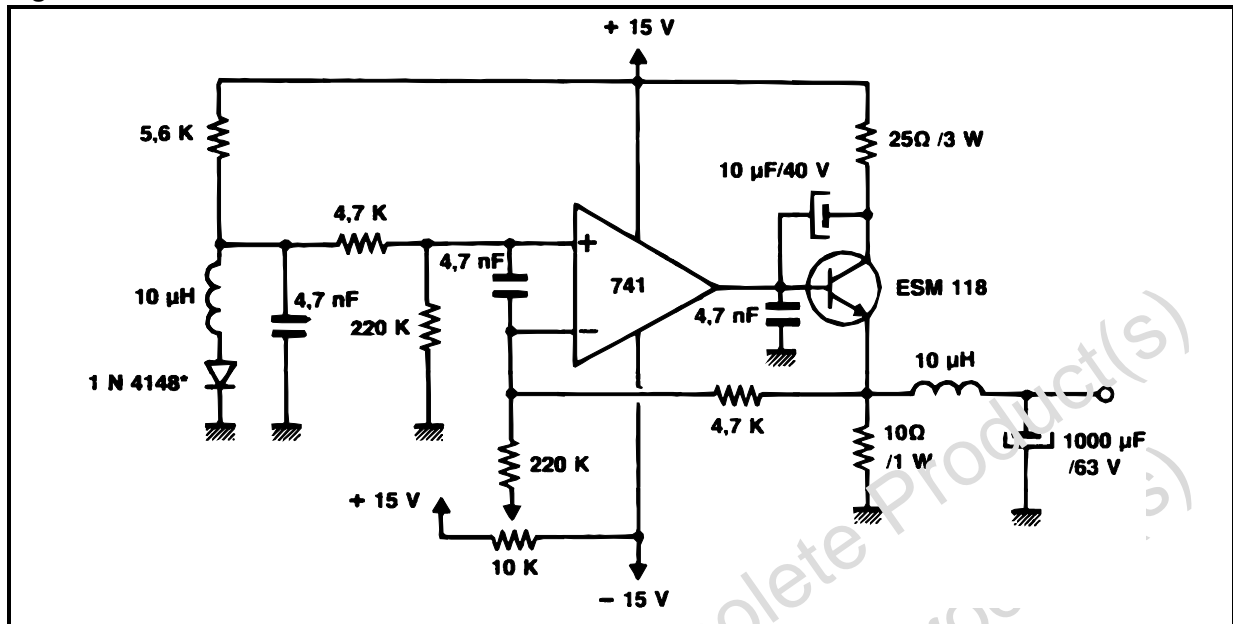 + 15 V
5,6 K
25Ω /3 W
10 µF/40 V
4,7 K
4,7 nF
+
10 µH
4,7 nF
741
ESM 118
220 K
4,7 nF
−
1 N 4148*
10 µH
4,7 K
10Ω
/1 W
1000 µF
/63 V
220 K
+ 15 V
10 K
− 15 V
olete Product(s)